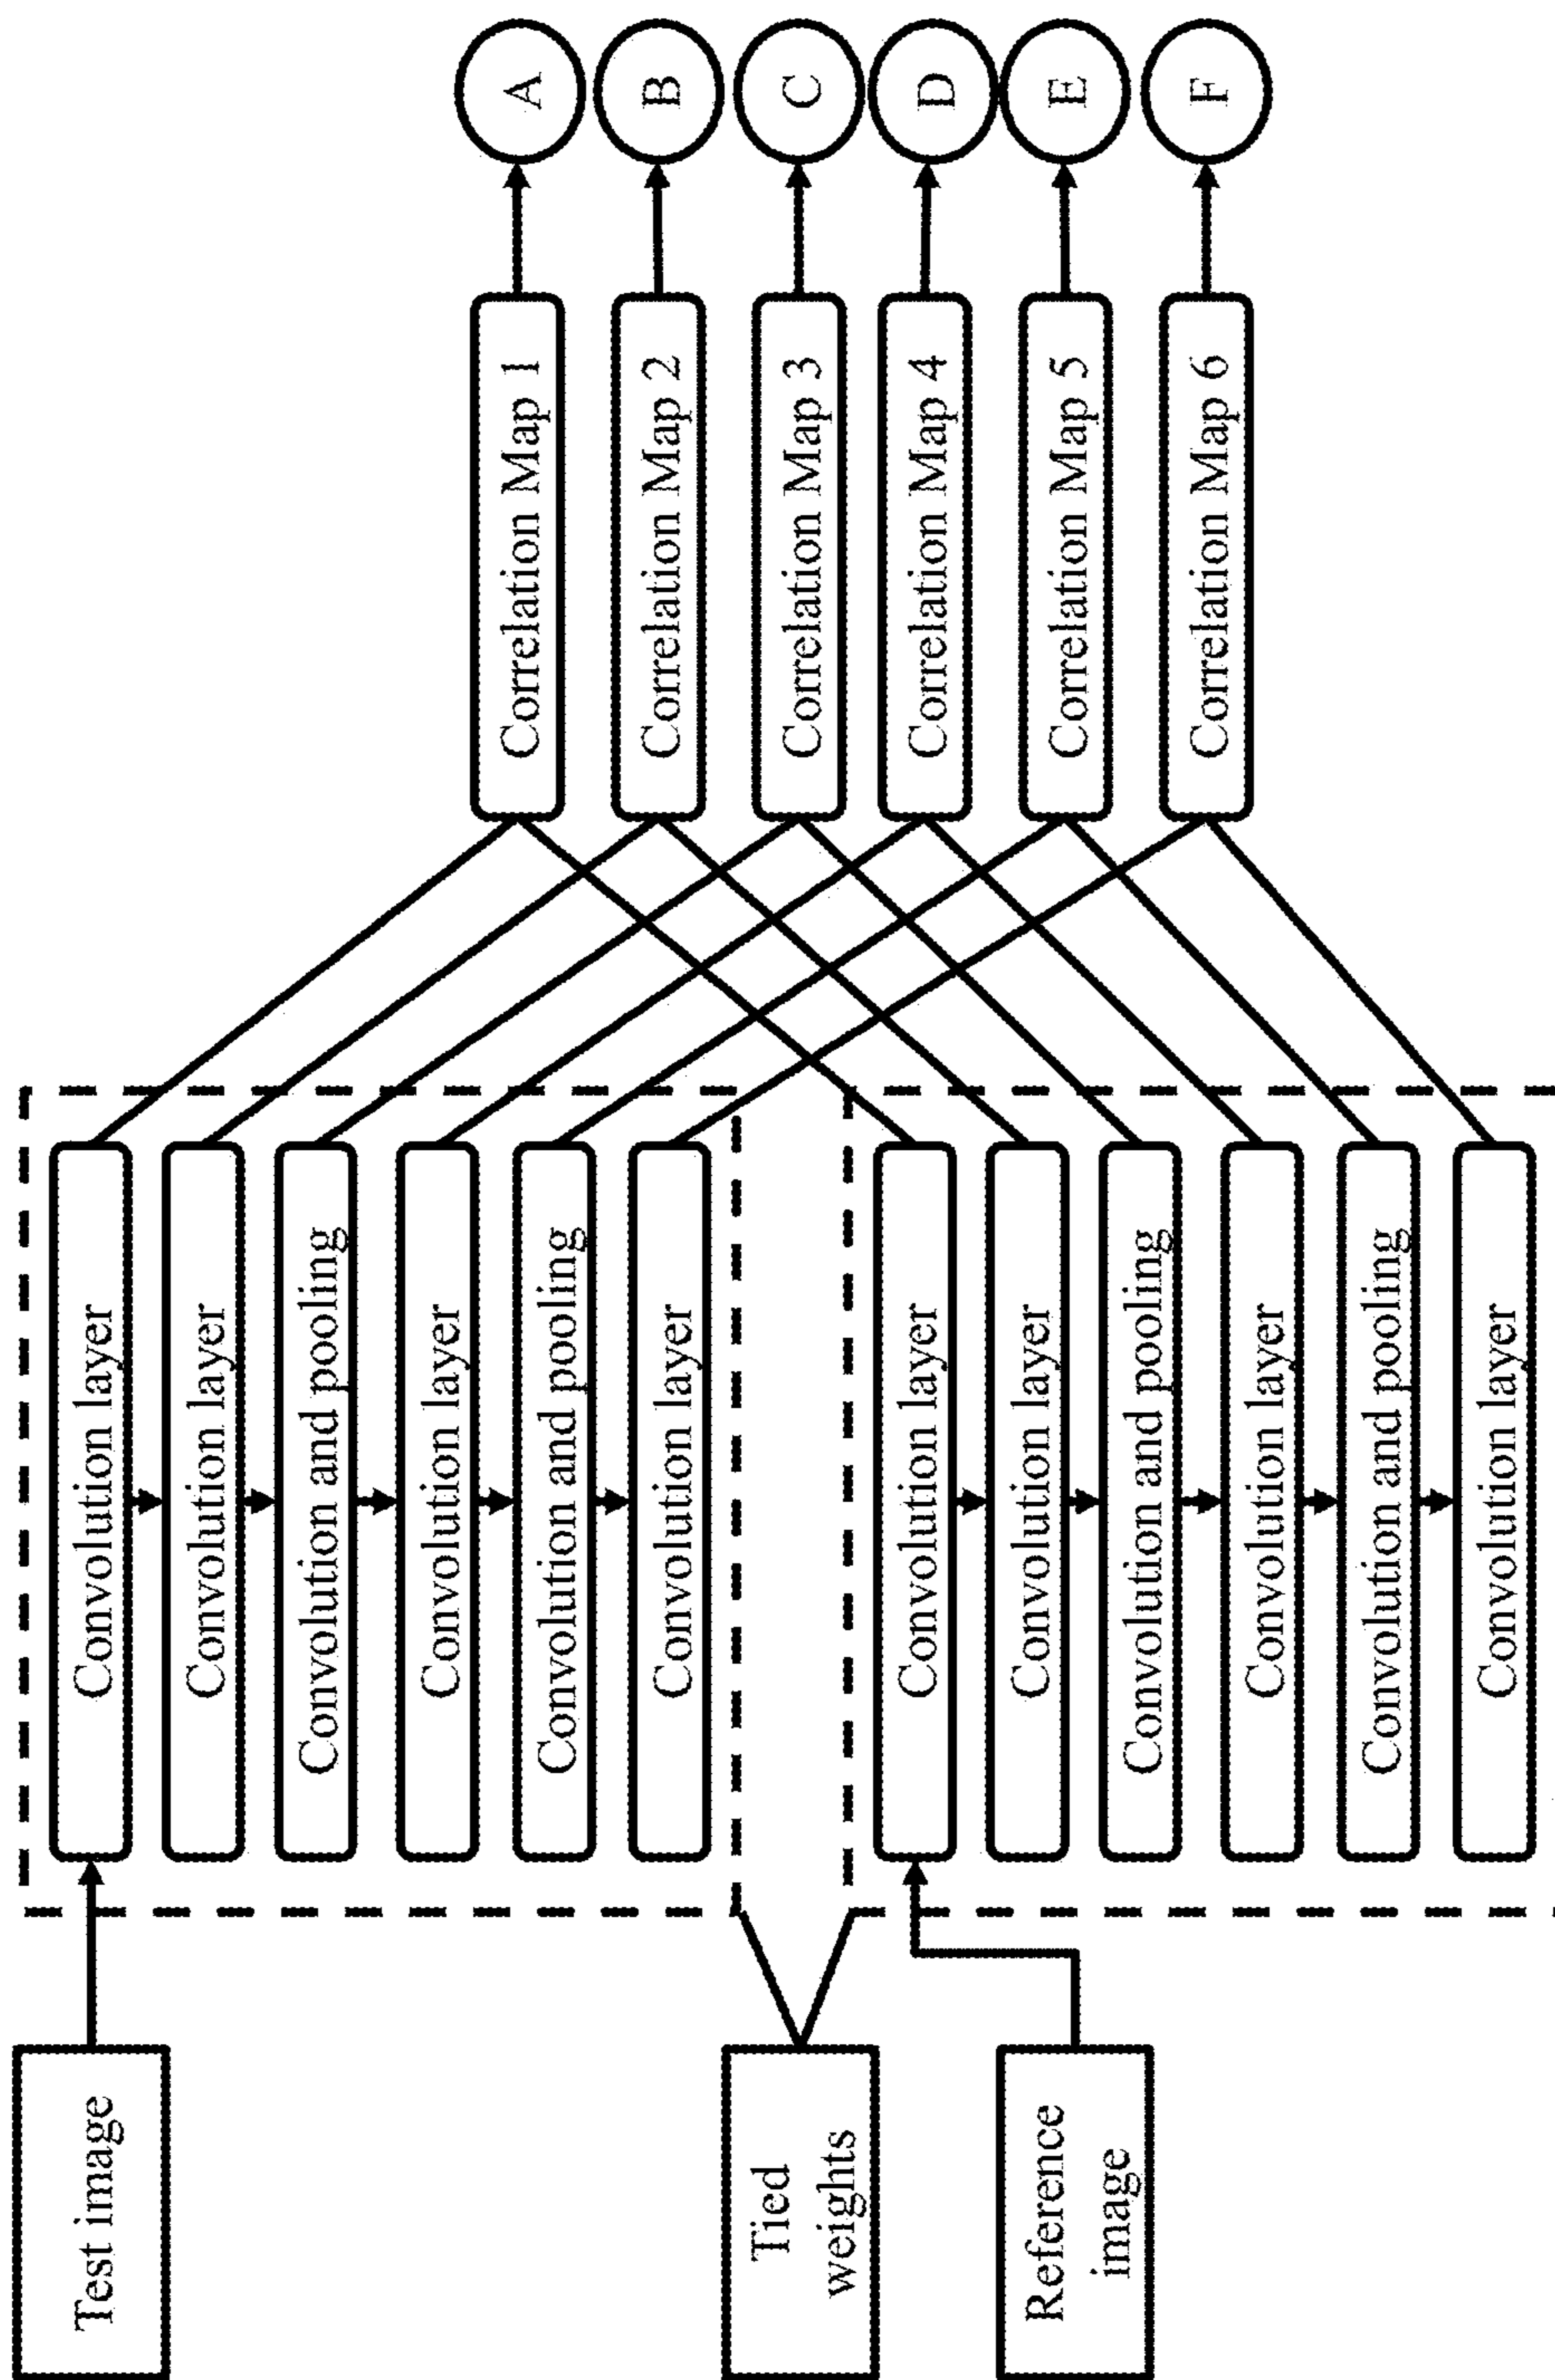 Test image
Convolution layer
Convolution layer
Convolution and pooling
Convolution layer
Convolution and pooling
Convolution layer
Tied
weights
Reference
image
Convolution layer
Convolution layer
Convolution and pooling
Convolution layer
Convolution and pooling
Convolution layer
Correlation Map 1
Correlation Map 2
Correlation Map 3
Correlation Map 4
Correlation Map 5
Correlation Map 6
A
B
C
D
E
F